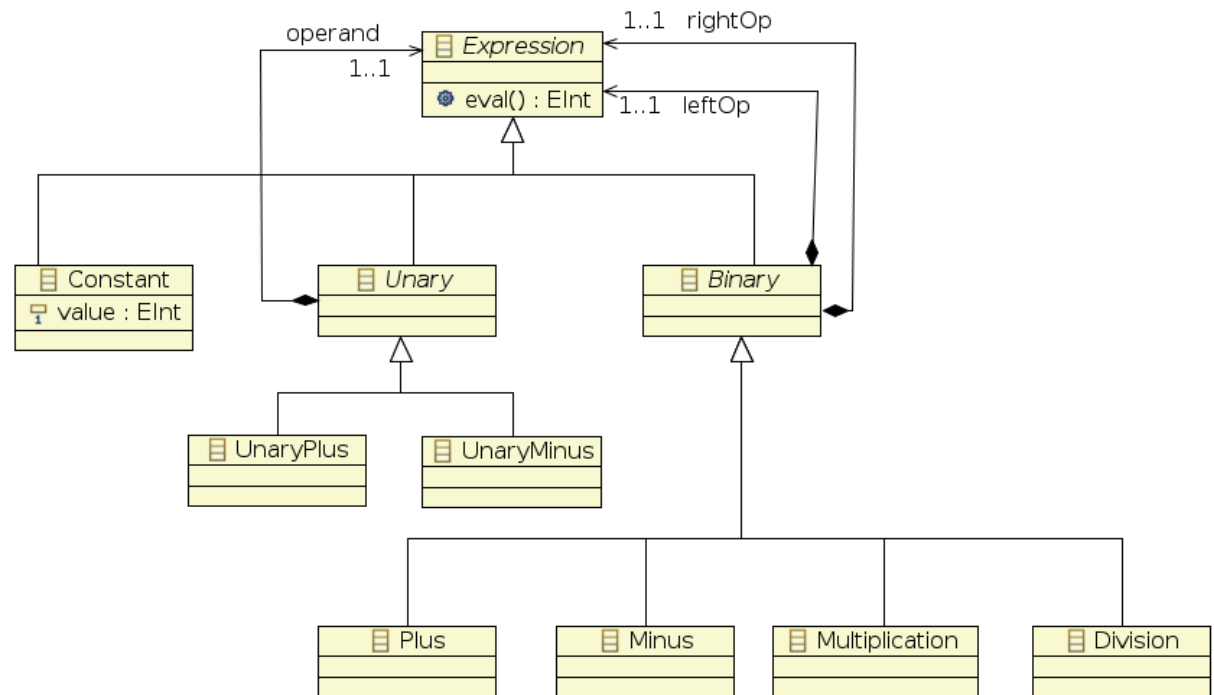 1..1 rightOp
operand
Expression
1..1
eval() : EInt
1..1 leftOp
Constant
Unary
Binary
value : EInt
UnaryPlus
UnaryMinus
Plus
Minus
Multiplication
Division